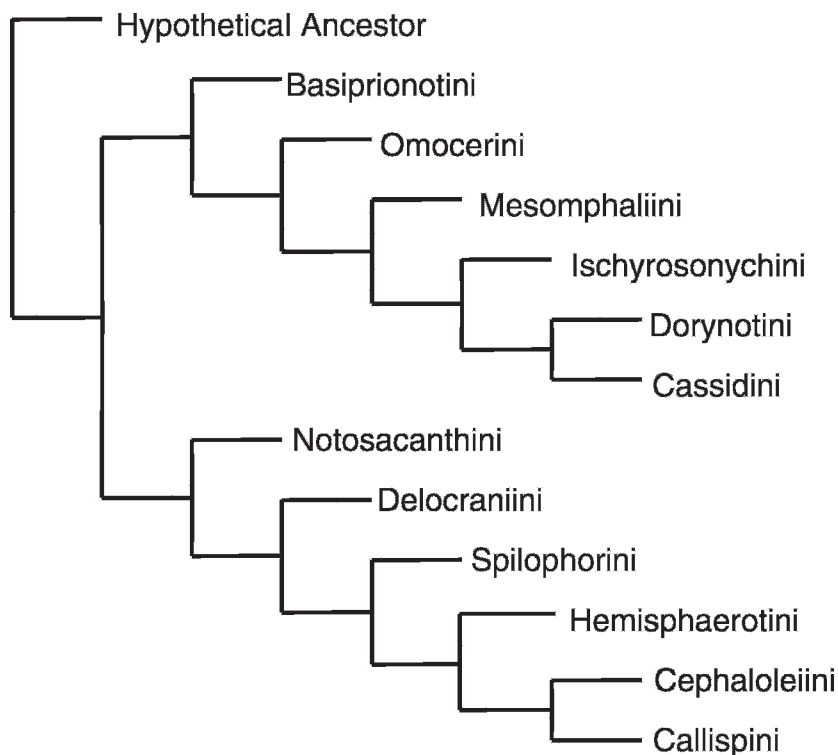 Hypothetical Ancestor
Basiprionotini
Omocerini
Mesomphaliini
Ischyrosonychini
Dorynotini
Cassidini
Notosacanthini
Delocraniini
Spilophorini
Hemisphaerotini
Cephaloleiini
Callispini